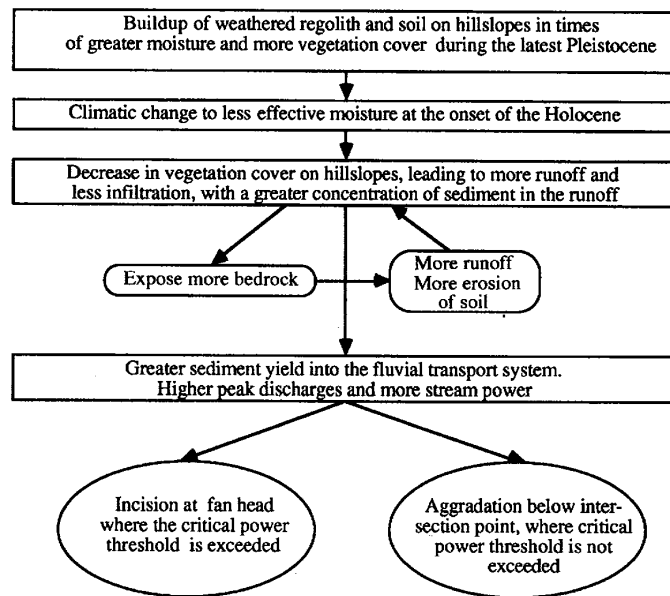 Buildup of weathered regolith and soil on hillslopes in times
of greater moisture and more vegetation cover during the latest Pleistocene
Climatic change to less effective moisture at the onset of the Holocene
Decrease in vegetation cover on hillslopes, leading to more runoff and
less infiltration, with a greater concentration of sediment in the runoff
Expose more bedrock
More runoff
More erosion
of soil
Greater sediment yield into the fluvial transport system.
Higher peak discharges and more stream power
Incision at fan head
where the critical power
threshold is exceeded
Aggradation below inter-
section point, where critical
power threshold is not
exceeded